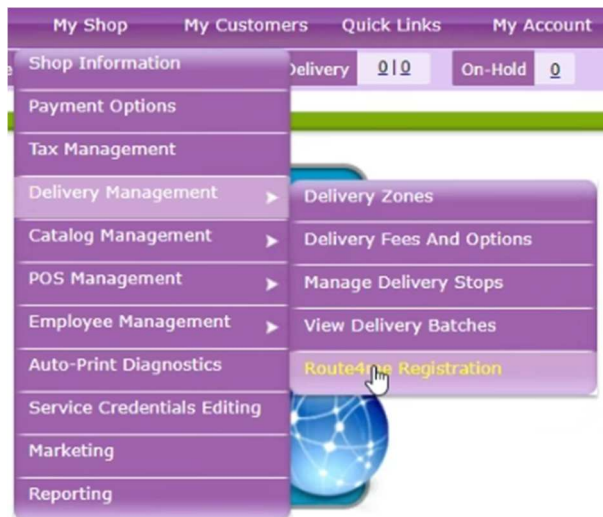 My Shop My Customers Quick Links My Account
Delivery 0|0 On-Hold 0
Shop Information
Payment Options
Tax Management
Delivery Management
Catalog Management
POS Management
Employee Management
Auto-Print Diagnostics
Service Credentials Editing
Marketing
Reporting
Delivery Zones
Delivery Fees And Options
Manage Delivery Stops
View Delivery Batches
Route4me Registration